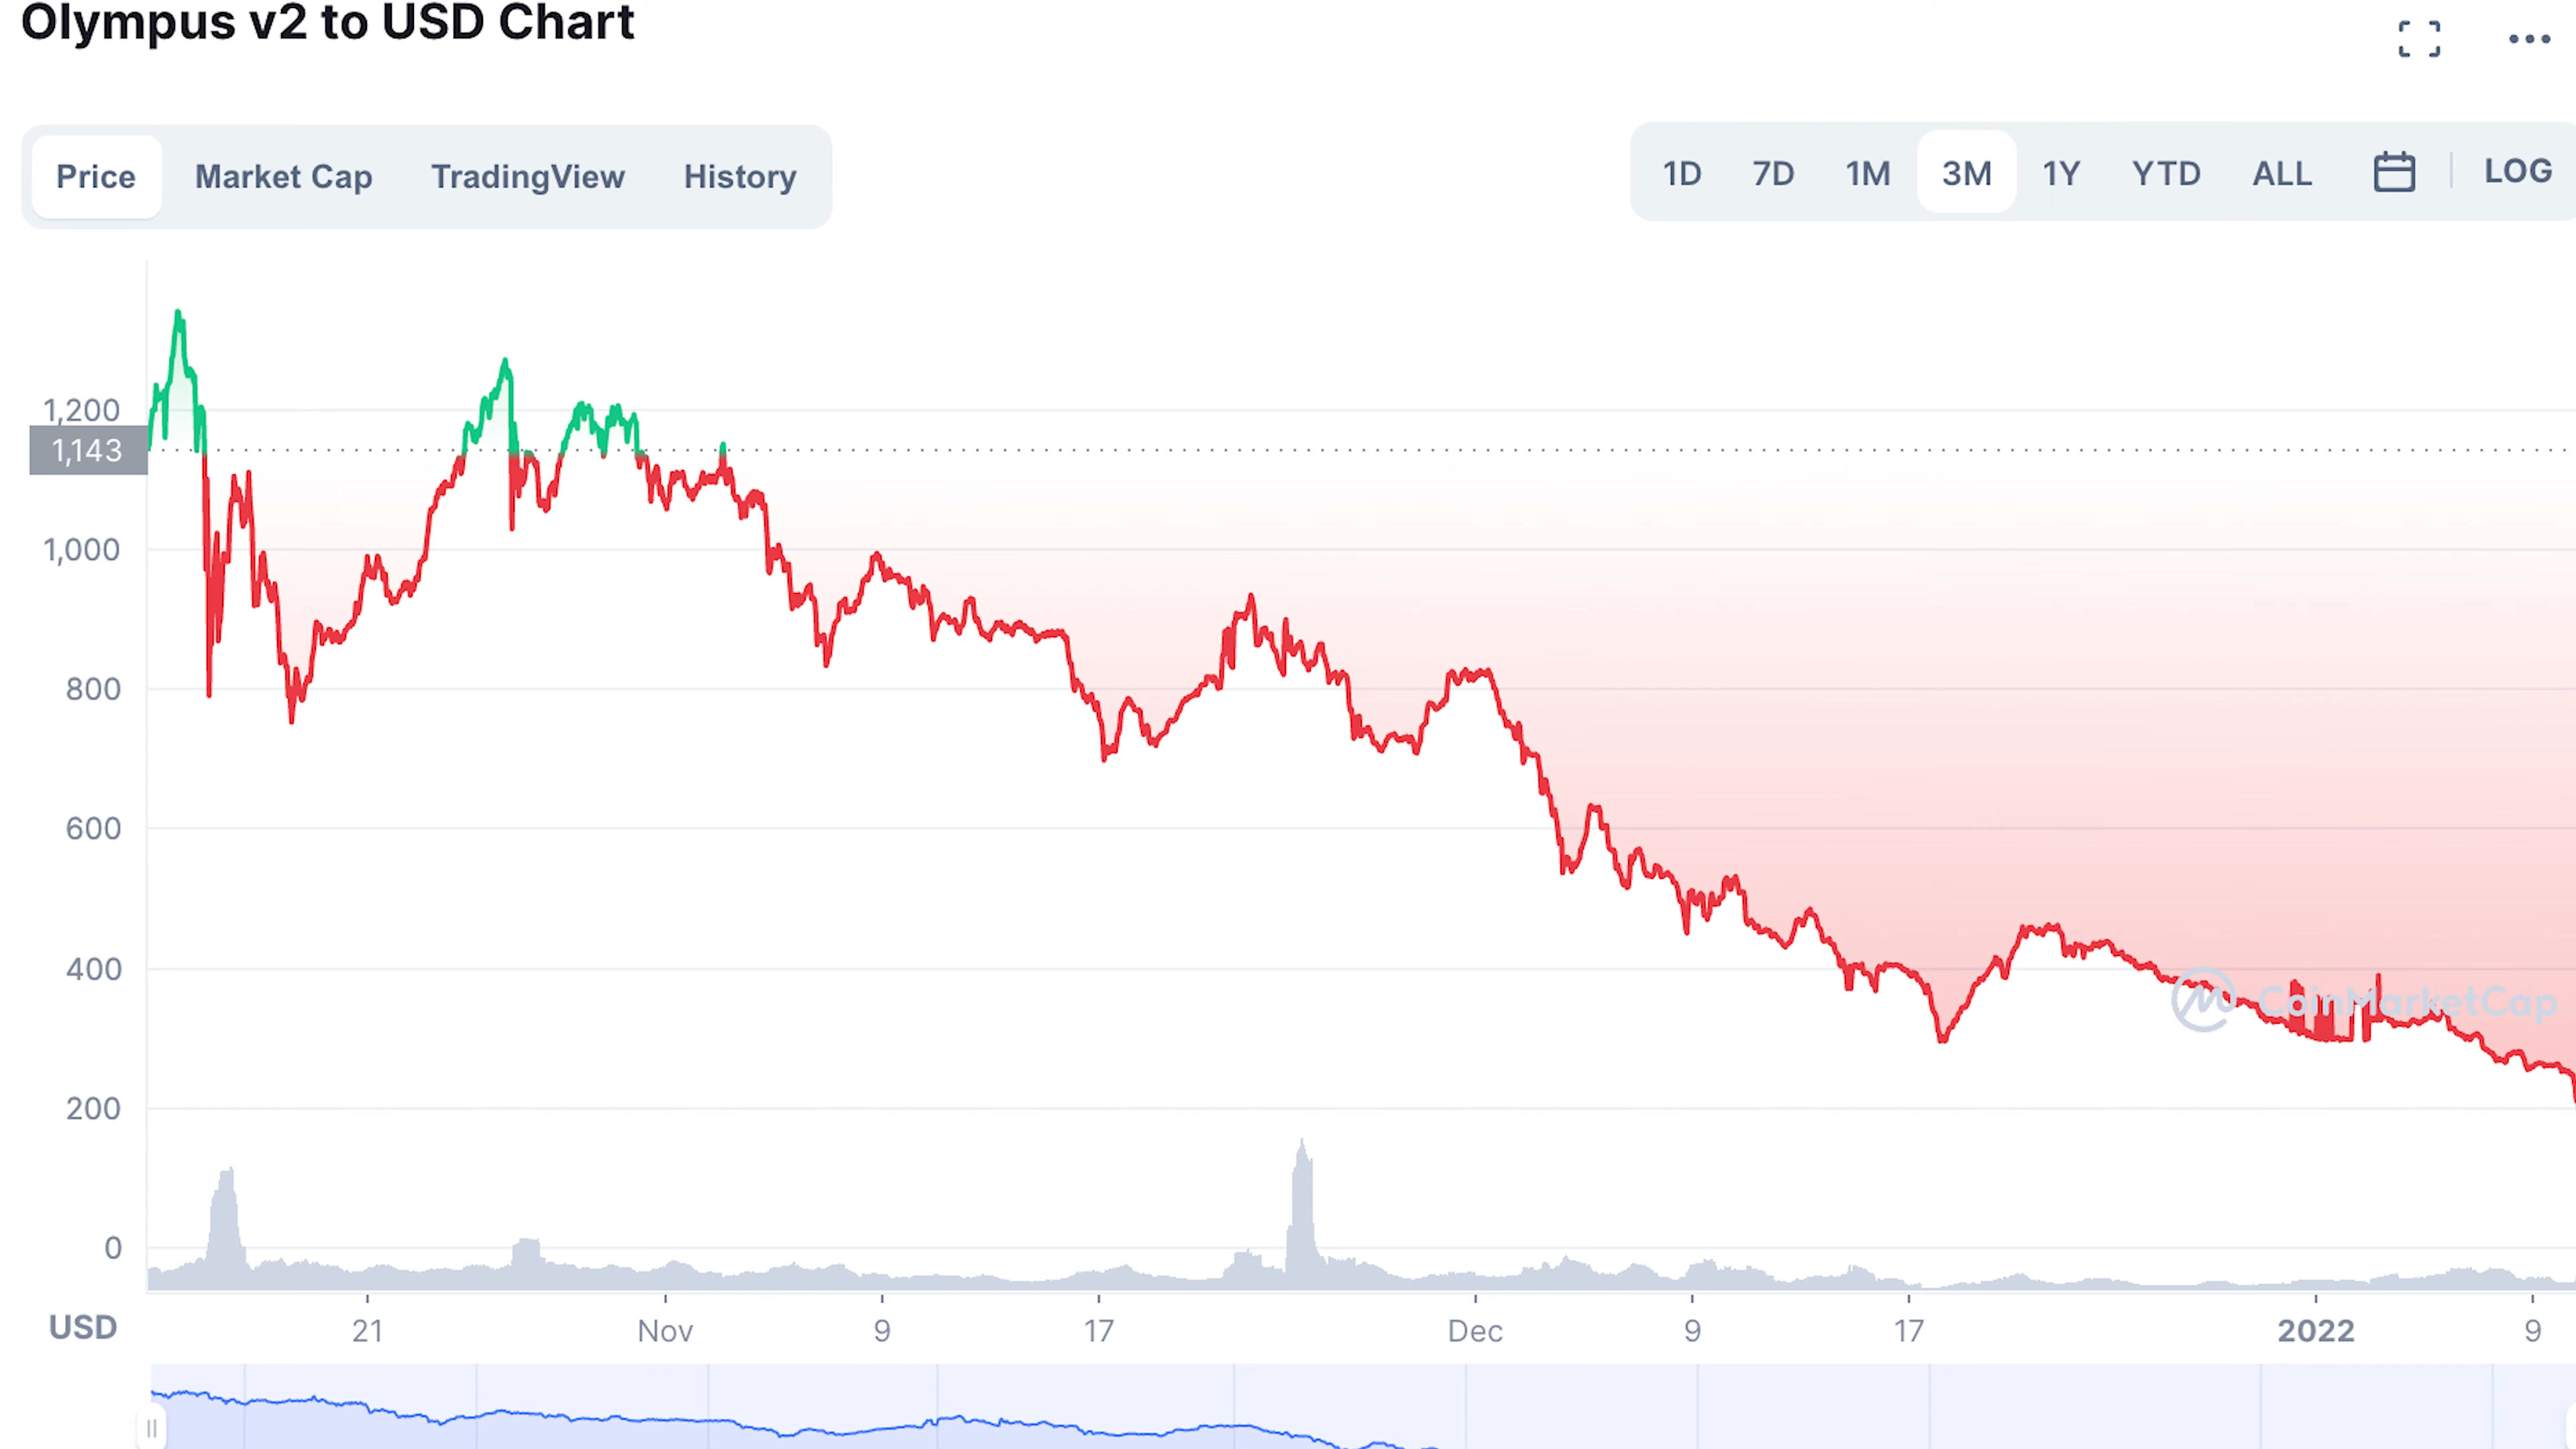 Olympus v2 to USD Chart
Price Market Cap TradingView History
1D 7D 1M 3M 1Y YTD ALL LOG
1,200
1,143
1,000
800
600
400
CoinMarketCap
200
0
USD 21 Nov 9 17 Dec 9 17 2022 9